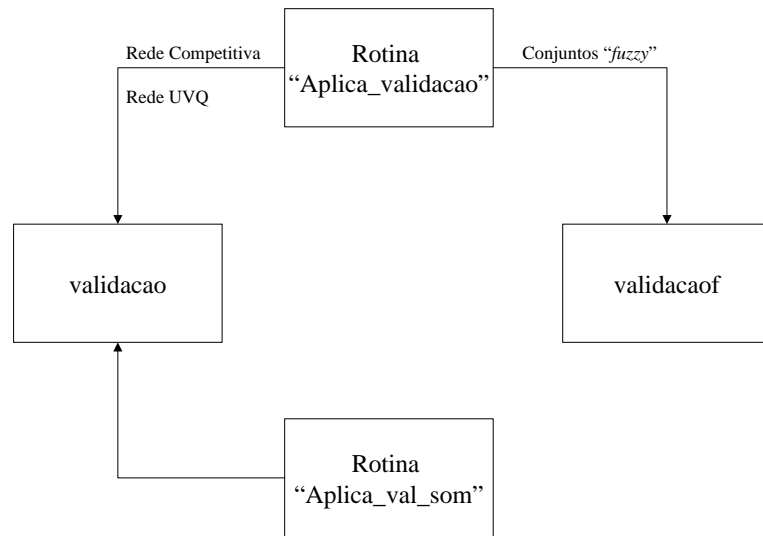 Rede Competitiva
Rede UVQ
Rotina
“Aplica_validacao”
Conjuntos “fuzzy”
validacao
validacaof
Rotina
“Aplica_val_som”